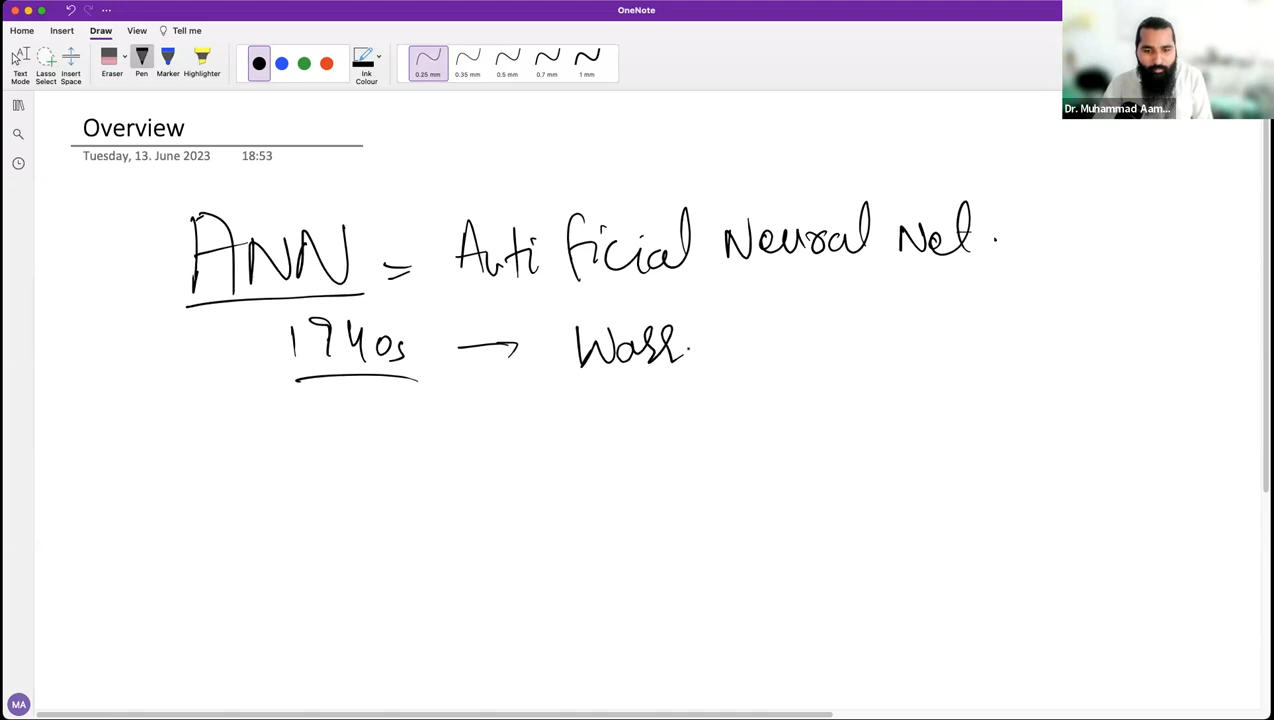 OneNote
Home Insert Draw View Tell me
Text Mode Lasso Select Insert Space Eraser Pen Marker Highlighter Ink Colour 0.25 mm 0.35 mm 0.5 mm 0.7 mm 1 mm
Dr. Muhammad Aam...
Overview
Tuesday, 13. June 2023 18:53
ANN = Artificial Neural Net.
1940s →
MA